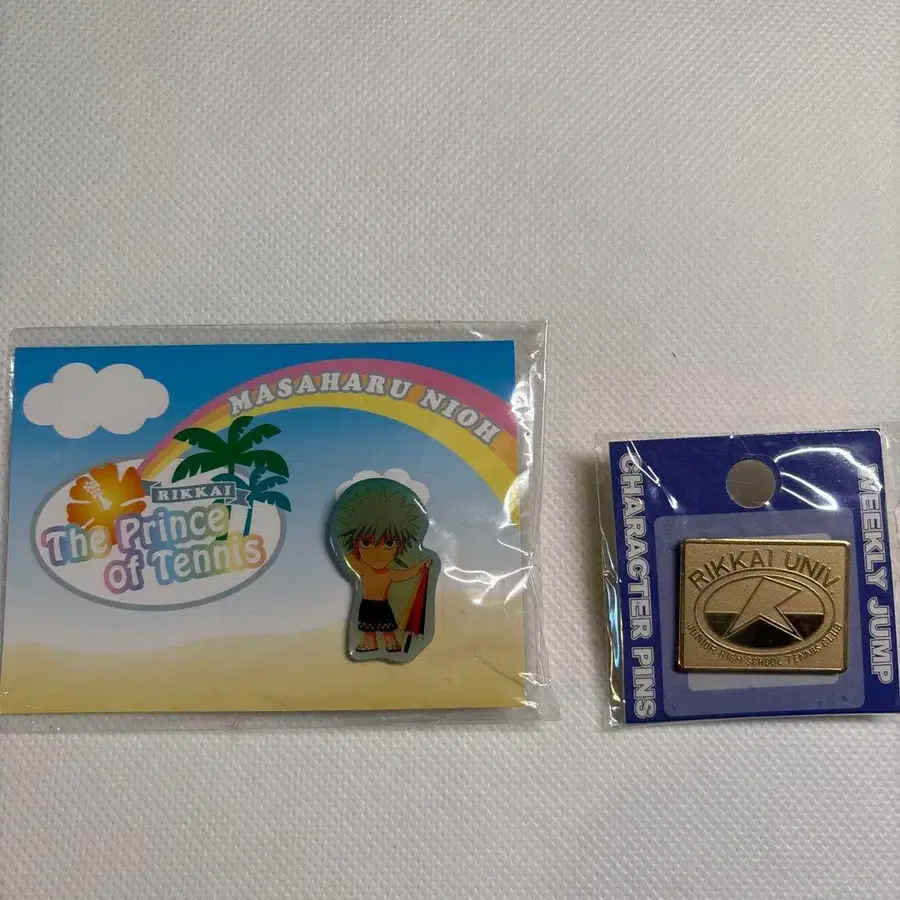 MASAHARU NIOH
RIKKAI
The Prince
of Tennis
WEEKLY JUMP
CHARACTER PINS
RIKKAI UNIV.
JUNIOR HIGH SCHOOL TENNIS CLUB